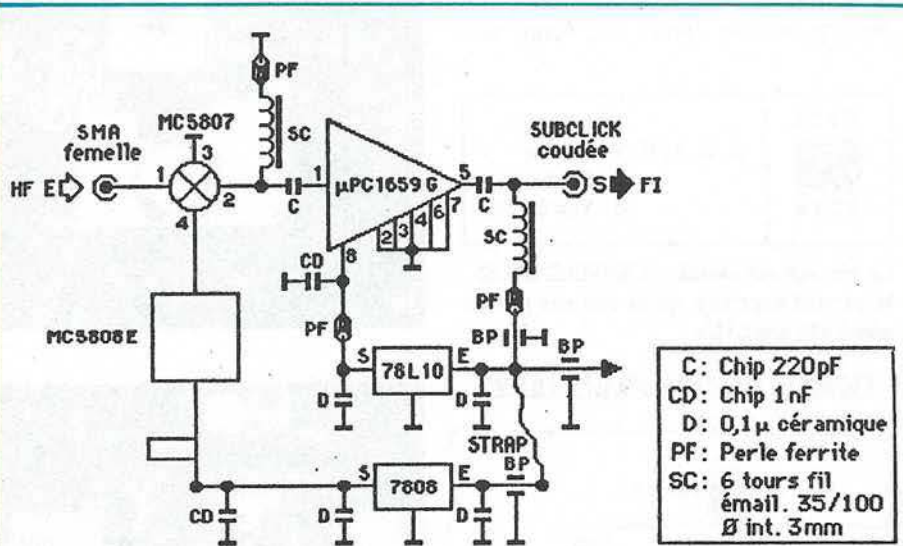 PF
MC5807
SMA
femelle
SC
SUBCLICK
coudée
HF E
1
3
2
4
C
1
µPC1659 G
5
C
S
FI
2
3
4
6
7
8
CD
SC
PF
PF
BP
BP
MC5808E
S
78L10
E
D
D
STRAP
BP
S
7808
E
CD
D
D
C: Chip 220pF
CD: Chip 1nF
D: 0,1µ céramique
PF: Perle ferrite
SC: 6 tours fil
émail. 35/100
Ø int. 3mm